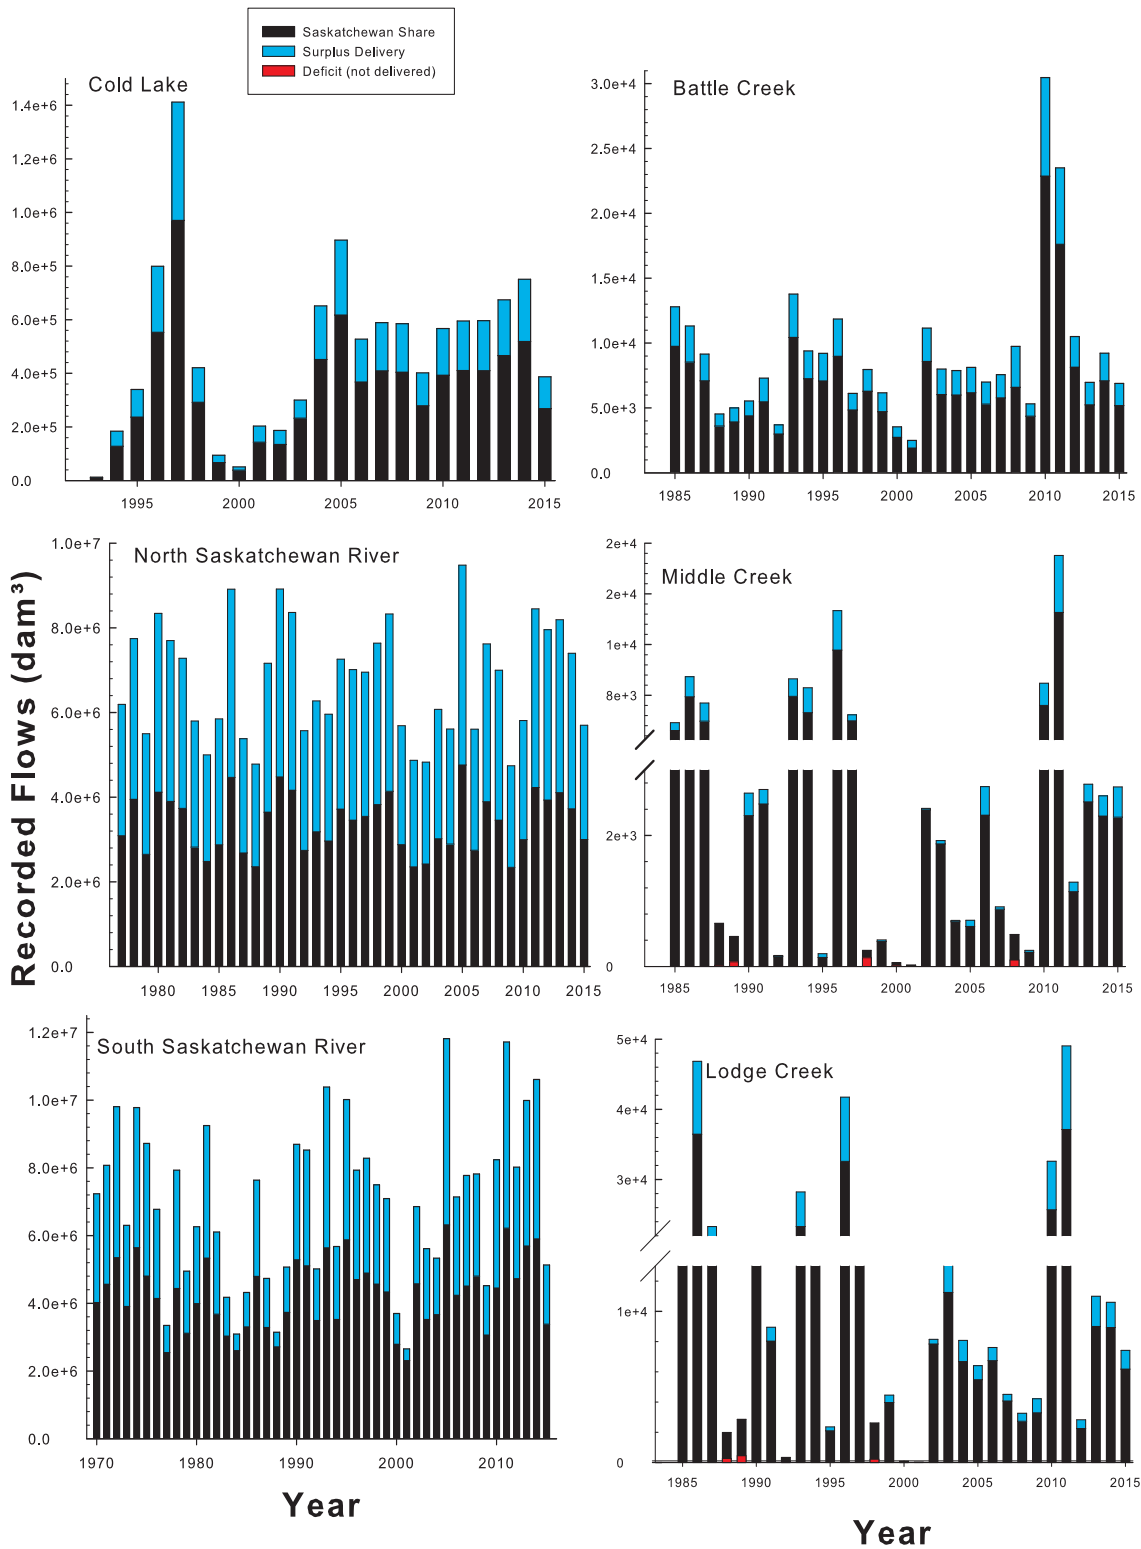 Saskatchewan Share
Surplus Delivery
Deficit (not delivered)
Cold Lake
1.4e+6
1.2e+6
1.0e+6
8.0e+5
6.0e+5
4.0e+5
2.0e+5
0.0
1995
2000
2005
2010
2015
Battle Creek
3.0e+4
2.5e+4
2.0e+4
1.5e+4
1.0e+4
5.0e+3
0.0
1985
1990
1995
2000
2005
2010
2015
Recorded Flows (dam³)
North Saskatchewan River
1.0e+7
8.0e+6
6.0e+6
4.0e+6
2.0e+6
0.0
1980
1985
1990
1995
2000
2005
2010
2015
Middle Creek
2e+4
2e+4
1e+4
8e+3
2e+3
0
1985
1990
1995
2000
2005
2010
2015
South Saskatchewan River
1.2e+7
1.0e+7
8.0e+6
6.0e+6
4.0e+6
2.0e+6
0.0
1970
1980
1990
2000
2010
Year
Lodge Creek
5e+4
4e+4
3e+4
1e+4
0
1985
1990
1995
2000
2005
2010
2015
Year